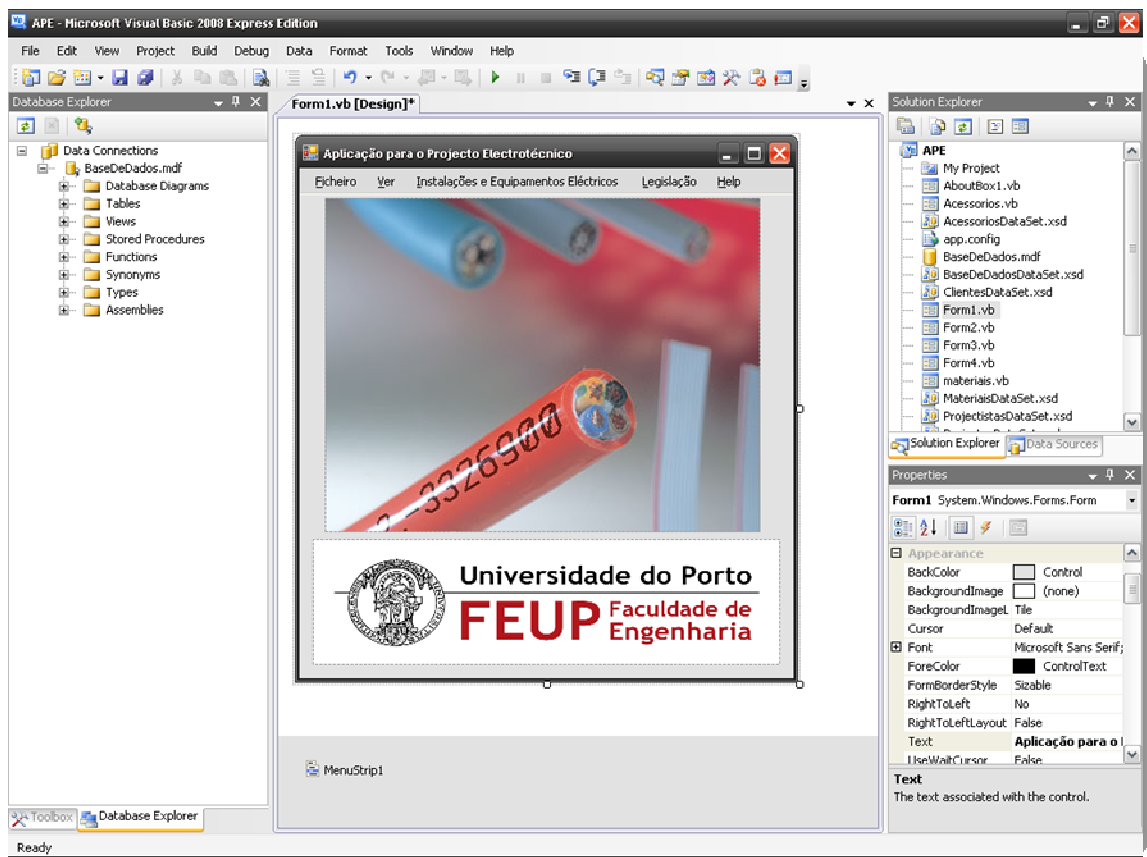 APE - Microsoft Visual Basic 2008 Express Edition
File Edit View Project Build Debug Data Format Tools Window Help
Database Explorer
Data Connections
BaseDeDados.mdf
Database Diagrams
Tables
Views
Stored Procedures
Functions
Synonyms
Types
Assemblies
Toolbox
Database Explorer
Form1.vb [Design]*
Aplicação para o Projecto Electrotécnico
Ficheiro Ver Instalações e Equipamentos Eléctricos Legislação Help
-3326900
Universidade do Porto
FEUP Faculdade de
Engenharia
MenuStrip1
Solution Explorer
APE
My Project
AboutBox1.vb
Acessorios.vb
AcessoriosDataSet.xsd
app.config
BaseDeDados.mdf
BaseDeDadosDataSet.xsd
ClientesDataSet.xsd
Form1.vb
Form2.vb
Form3.vb
Form4.vb
materiais.vb
MateriaisDataSet.xsd
ProjectistasDataSet.xsd
Solution Explorer Data Sources
Properties
Form1 System.Windows.Forms.Form
Appearance
BackColor Control
BackgroundImage (none)
BackgroundImageL Tile
Cursor Default
Font Microsoft Sans Serif;
ForeColor ControlText
FormBorderStyle Sizable
RightToLeft No
RightToLeftLayout False
Text Aplicação para o
UseWaitCursor False
Text
The text associated with the control.
Ready